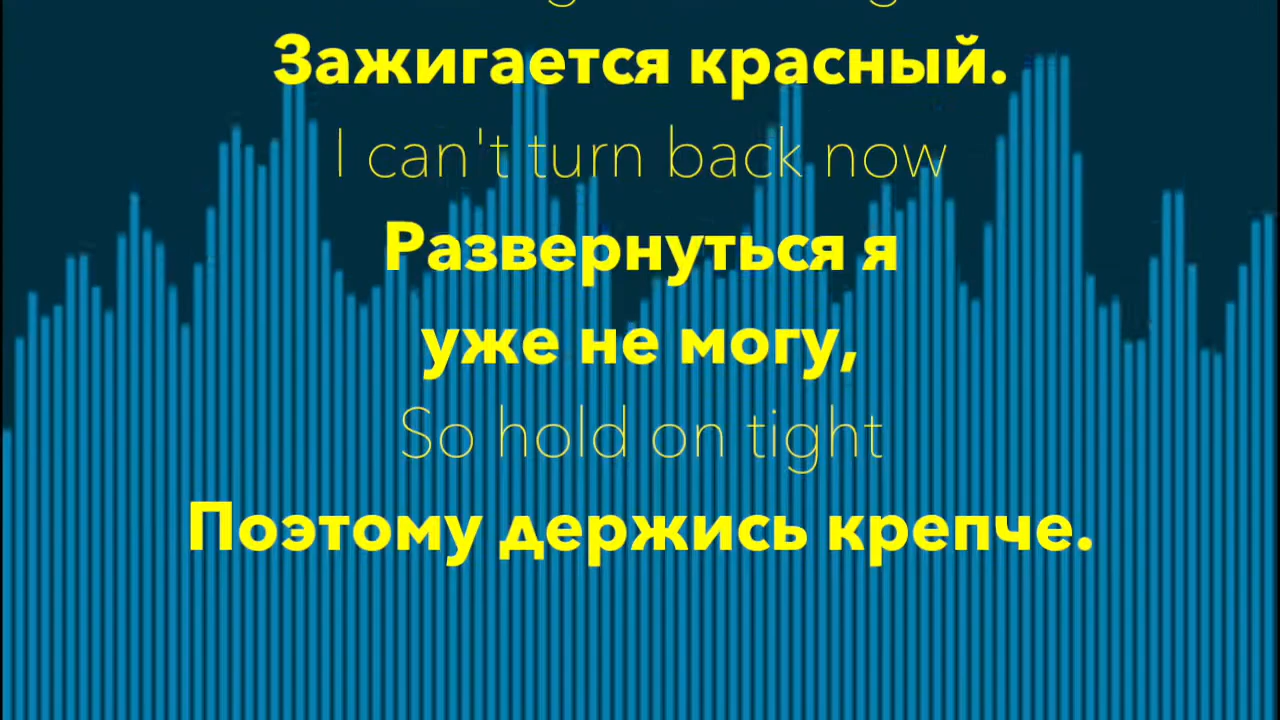 Зажигается красный.
I can't turn back now
Развернуться я
уже не могу,
So hold on tight
Поэтому держись крепче.